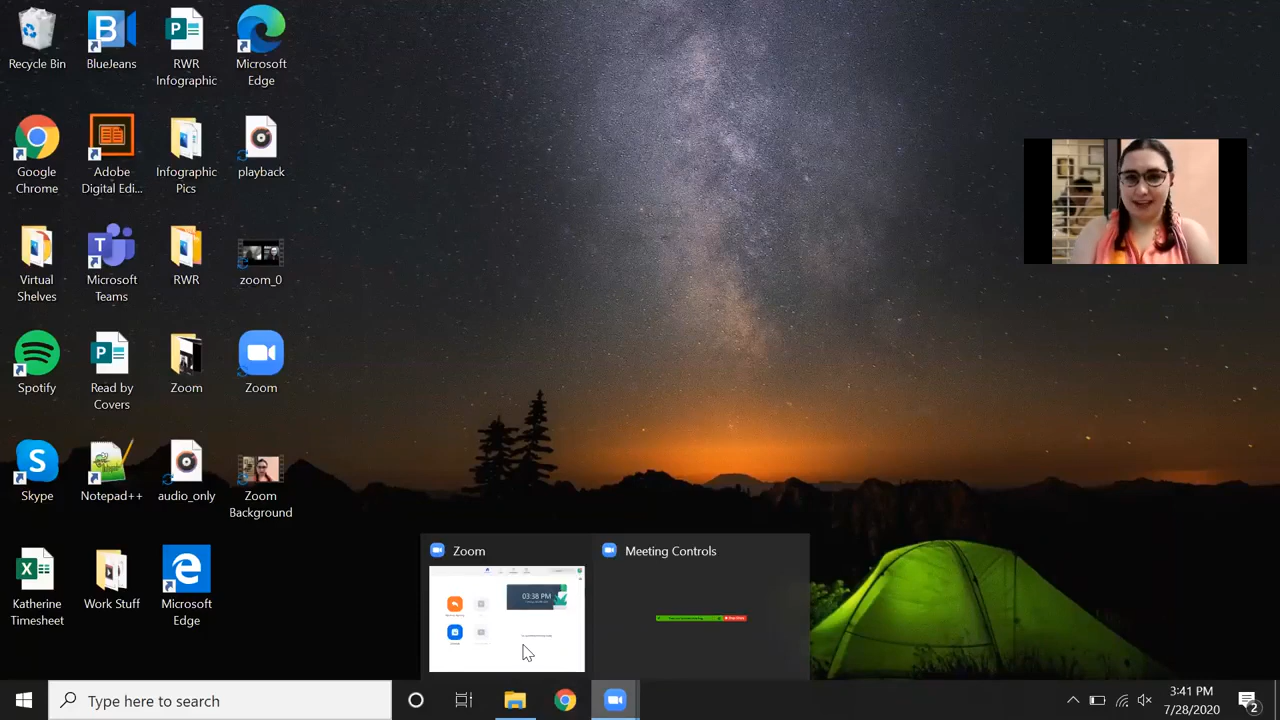 Recycle Bin
BlueJeans
RWR
Infographic
Microsoft
Edge
Google
Chrome
Adobe
Digital Edi...
Infographic
Pics
playback
Virtual
Shelves
Microsoft
Teams
RWR
zoom_0
Spotify
Read by
Covers
Zoom
Zoom
Skype
Notepad++
audio_only
Zoom
Background
Katherine
Timesheet
Work Stuff
Microsoft
Edge
Zoom
Meeting Controls
03:38 PM
Type here to search
3:41 PM
7/28/2020
2